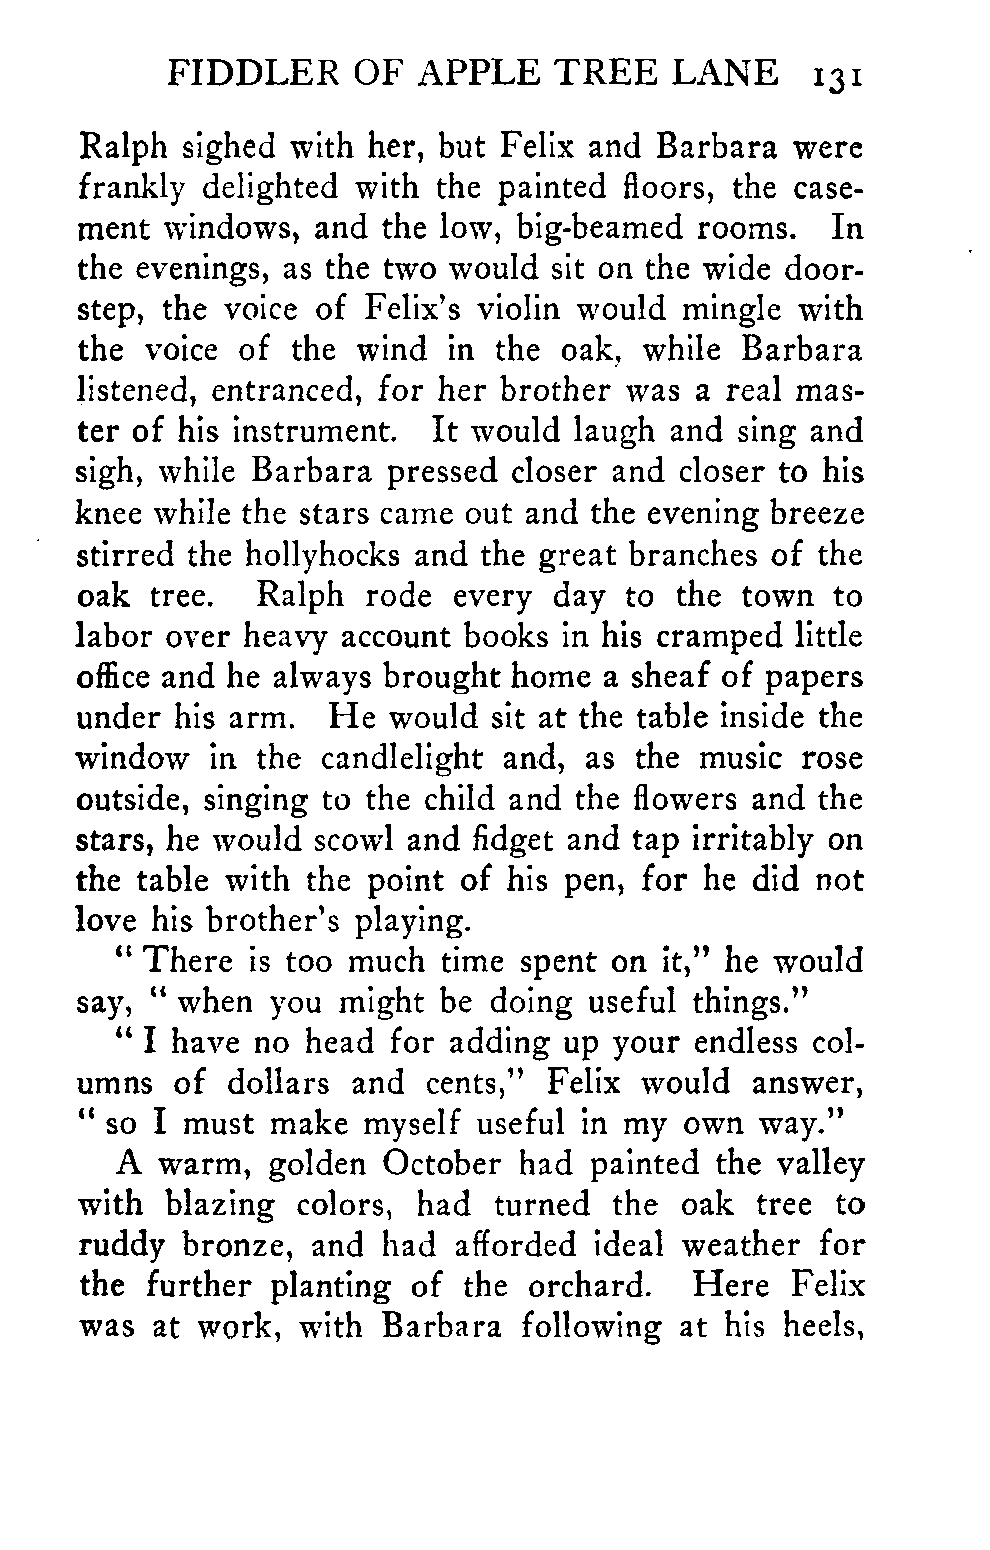 FIDDLER OF APPLE TREE LANE 131
Ralph sighed with her, but Felix and Barbara were
frankly delighted with the painted floors, the case-
ment windows, and the low, big-beamed rooms. In
the evenings, as the two would sit on the wide door-
step, the voice of Felix's violin would mingle with
the voice of the wind in the oak, while Barbara
listened, entranced, for her brother was a real mas-
ter of his instrument. It would laugh and sing and
sigh, while Barbara pressed closer and closer to his
knee while the stars came out and the evening breeze
stirred the hollyhocks and the great branches of the
oak tree. Ralph rode every day to the town to
labor over heavy account books in his cramped little
office and he always brought home a sheaf of papers
under his arm. He would sit at the table inside the
window in the candlelight and, as the music rose
outside, singing to the child and the flowers and the
stars, he would scowl and fidget and tap irritably on
the table with the point of his pen, for he did not
love his brother's playing.
" There is too much time spent on it," he would
say, " when you might be doing useful things."
" I have no head for adding up your endless col-
umns of dollars and cents," Felix would answer,
" so I must make myself useful in my own way."
A warm, golden October had painted the valley
with blazing colors, had turned the oak tree to
ruddy bronze, and had afforded ideal weather for
the further planting of the orchard. Here Felix
was at work, with Barbara following at his heels,